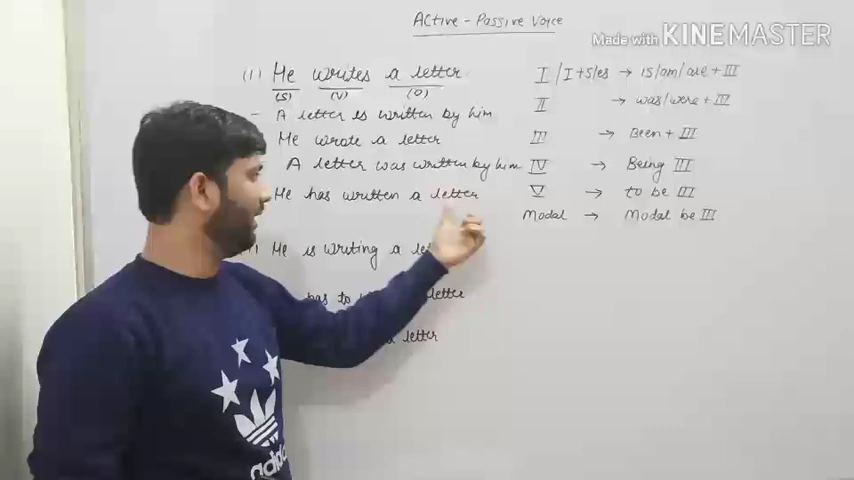 Active - Passive Voice
Made with KINEMASTER
(1) He writes a letter
(S) (V) (O)
- A letter is written by him
He wrote a letter
A letter was written by him
He has written a letter
He is writing a
has to letter
letter
I / I+s/es → is/am/are + III
II → was/were + III
III → Been + III
IV → Being III
V → to be III
Modal → Modal be III
adidas